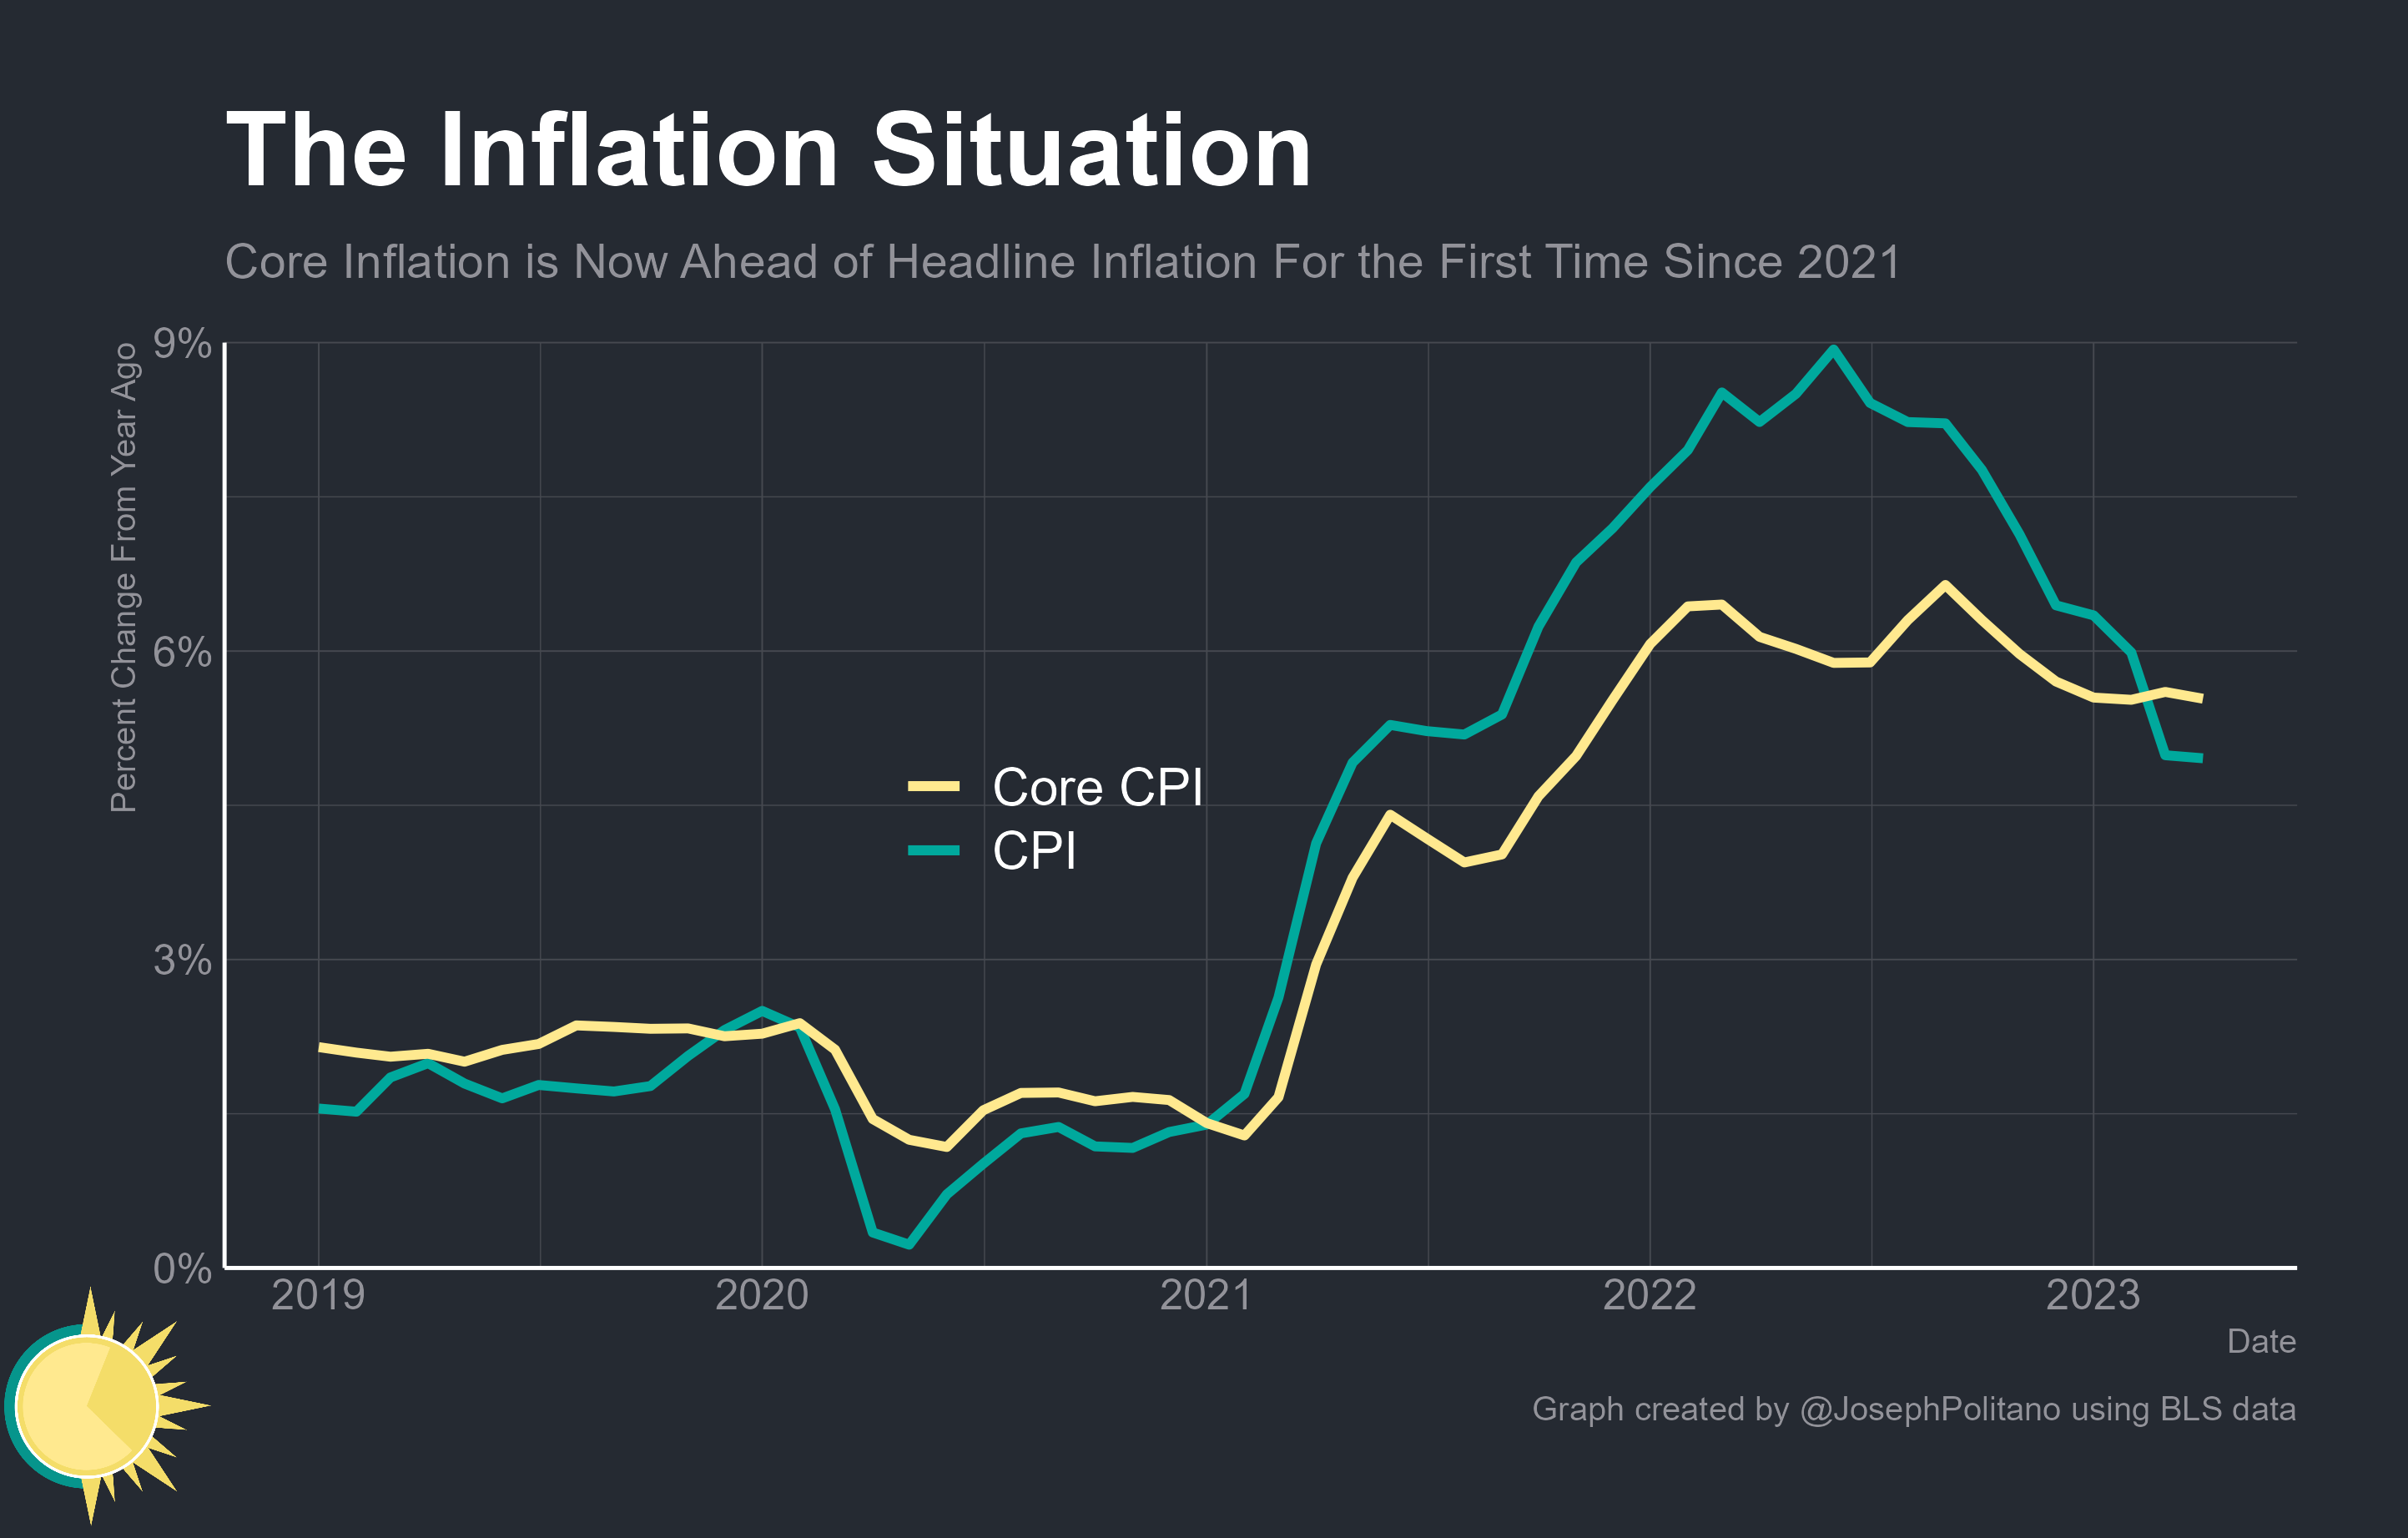 The Inflation Situation
Core Inflation is Now Ahead of Headline Inflation For the First Time Since 2021
Percent Change From Year Ago
9%
6%
3%
0%
Core CPI
CPI
2019 2020 2021 2022 2023
Date
Graph created by @JosephPolitano using BLS data